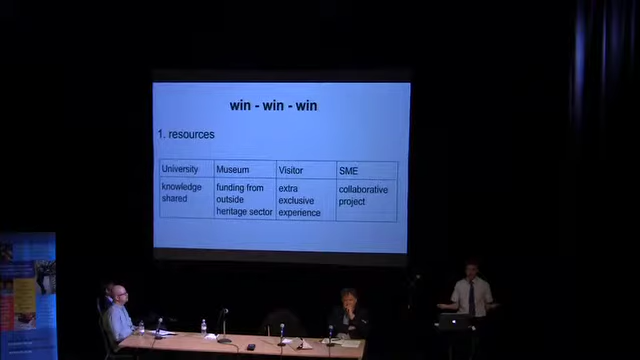 win - win - win
1. resources
University Museum Visitor SME
knowledge shared
funding from outside heritage sector
extra exclusive experience
collaborative project